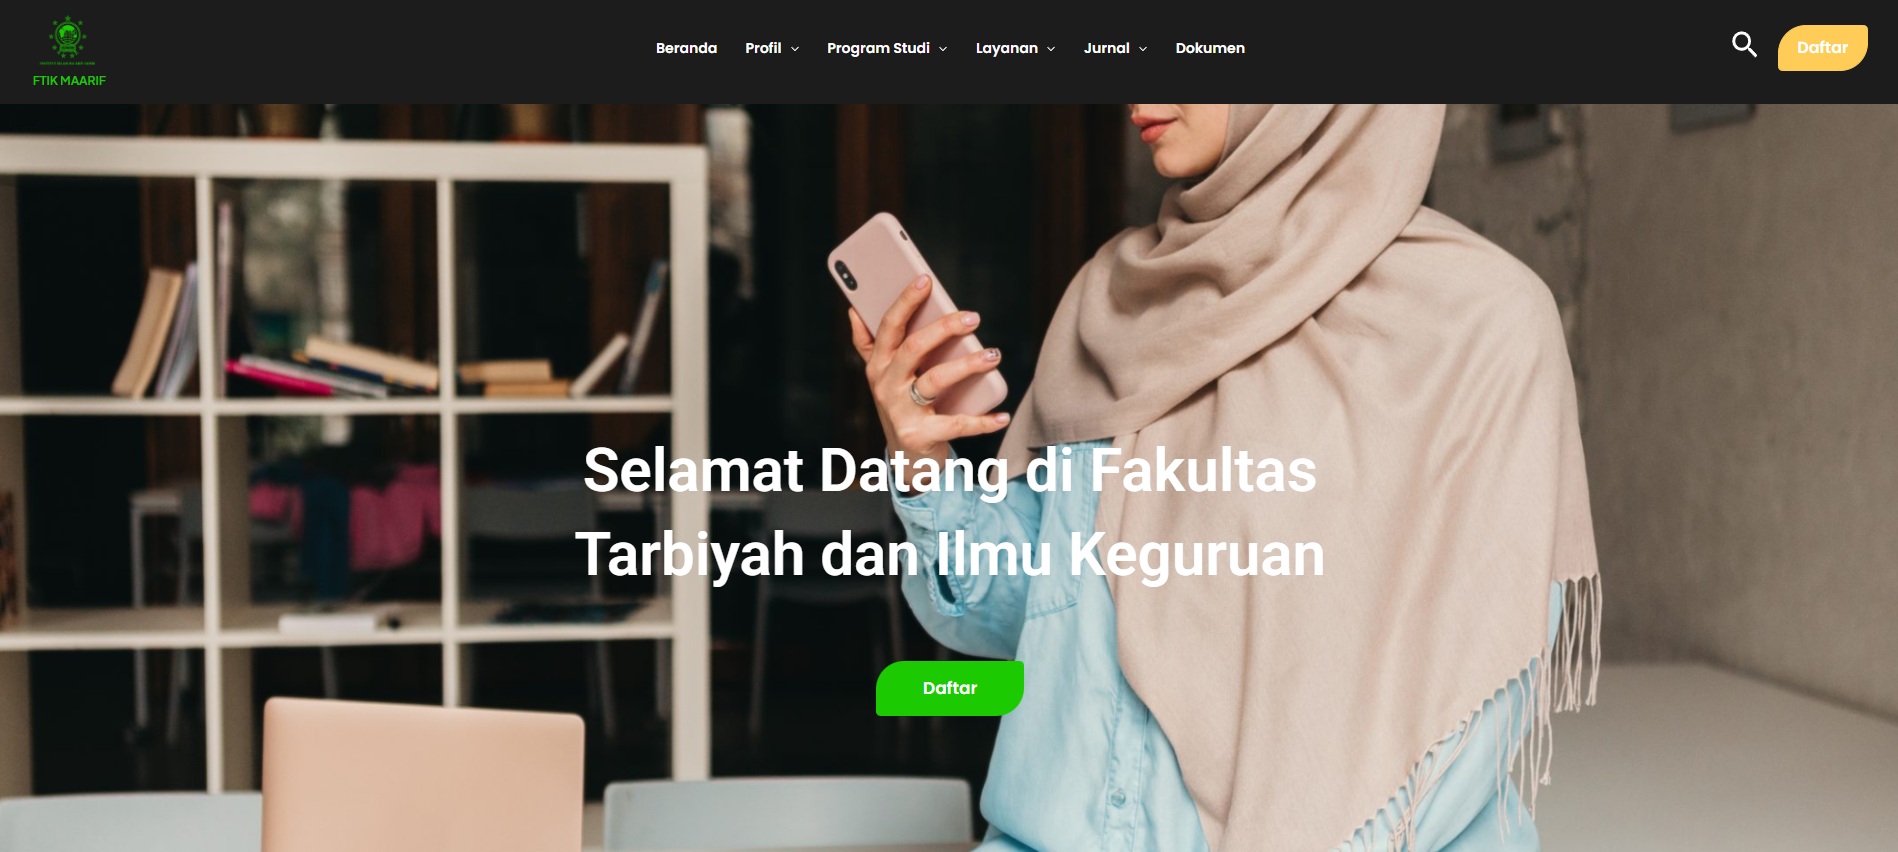 FTIK MAARIF
Beranda
Profil
Program Studi
Layanan
Jurnal
Dokumen
Daftar
Selamat Datang di Fakultas
Tarbiyah dan Ilmu Keguruan
Daftar